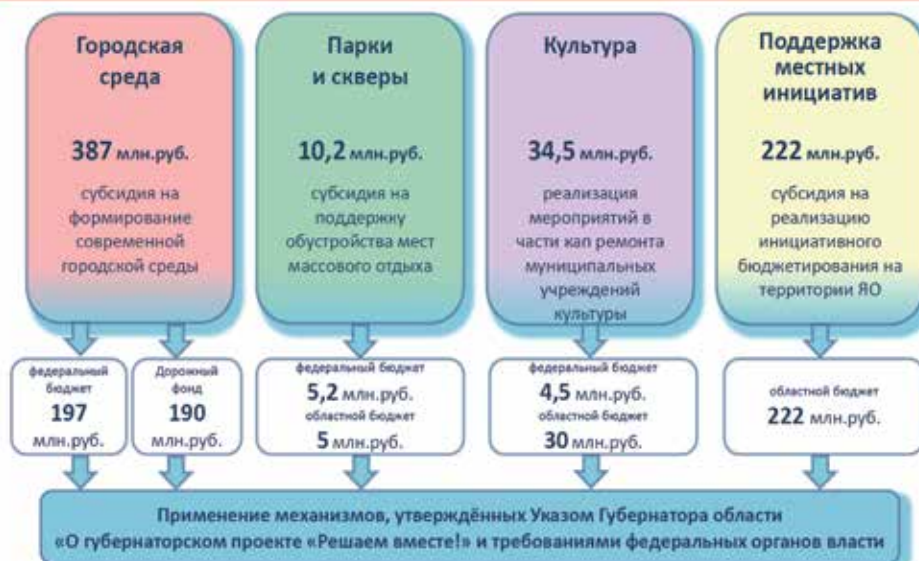 Городская
среда
387 млн.руб.
субсидия на
формирование
современной
городской среды
Парки
и скверы
10,2 млн.руб.
субсидия на
поддержку
обустройства мест
массового отдыха
Культура
34,5 млн.руб.
реализация
мероприятий в
части кап ремонта
муниципальных
учреждений
культуры
Поддержка
местных
инициатив
222 млн.руб.
субсидия на
реализацию
инициативного
бюджетирования на
территории ЯО
федеральный
бюджет
197
млн.руб.
Дорожный
фонд
190
млн.руб.
федеральный бюджет
5,2 млн.руб.
областной бюджет
5 млн.руб.
федеральный бюджет
4,5 млн.руб.
областной бюджет
30 млн.руб.
областной бюджет
222 млн.руб.
Применение механизмов, утверждённых Указом Губернатора области
«О губернаторском проекте «Решаем вместе!» и требованиями федеральных органов власти